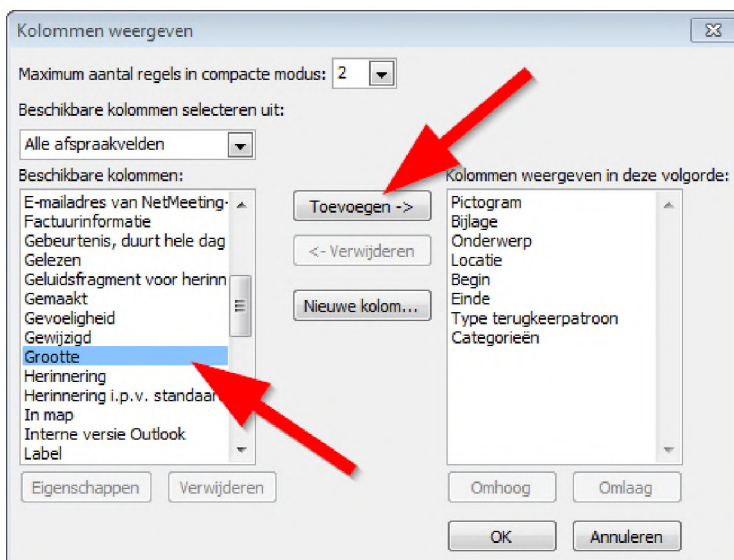 Kolommen weergeven
Maximum aantal regels in compacte modus: 2
Beschikbare kolommen selecteren uit:
Alle afspraakvelden
Beschikbare kolommen:
E-mailadres van NetMeeting-
Factuurinformatie
Gebeurtenis, duurt hele dag
Gelezen
Geluidsfragment voor herinn
Gemaakt
Gevoeligheid
Gewijzigd
Grootte
Herinnering
Herinnering i.p.v. standaar
In map
Interne versie Outlook
Label
Eigenschappen
Verwijderen
Toevoegen ->
<- Verwijderen
Nieuwe kolom...
Kolommen weergeven in deze volgorde:
Pictogram
Bijlage
Onderwerp
Locatie
Begin
Einde
Type terugkeerpatroon
Categorieën
Omhoog
Omlaag
OK
Annuleren